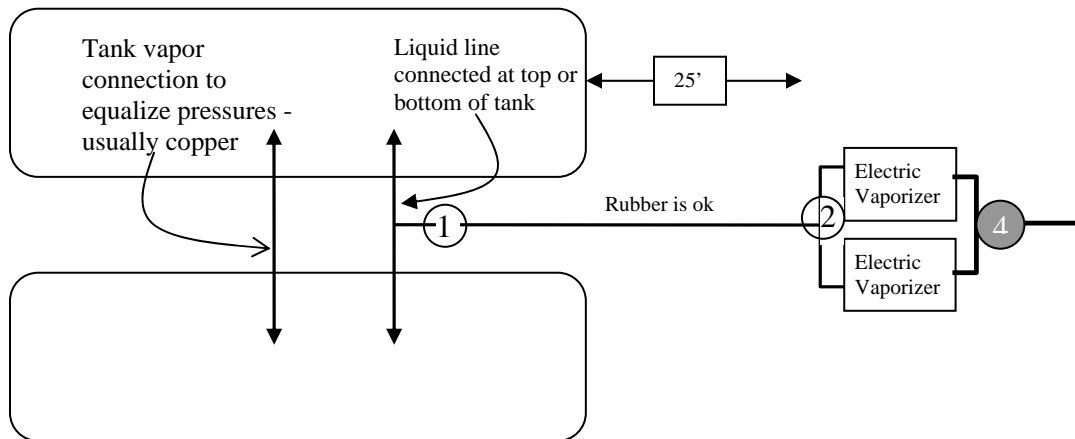 Tank vapor
connection to
equalize pressures -
usually copper
Liquid line
connected at top or
bottom of tank
25’
1
Rubber is ok
2
Electric
Vaporizer
Electric
Vaporizer
4